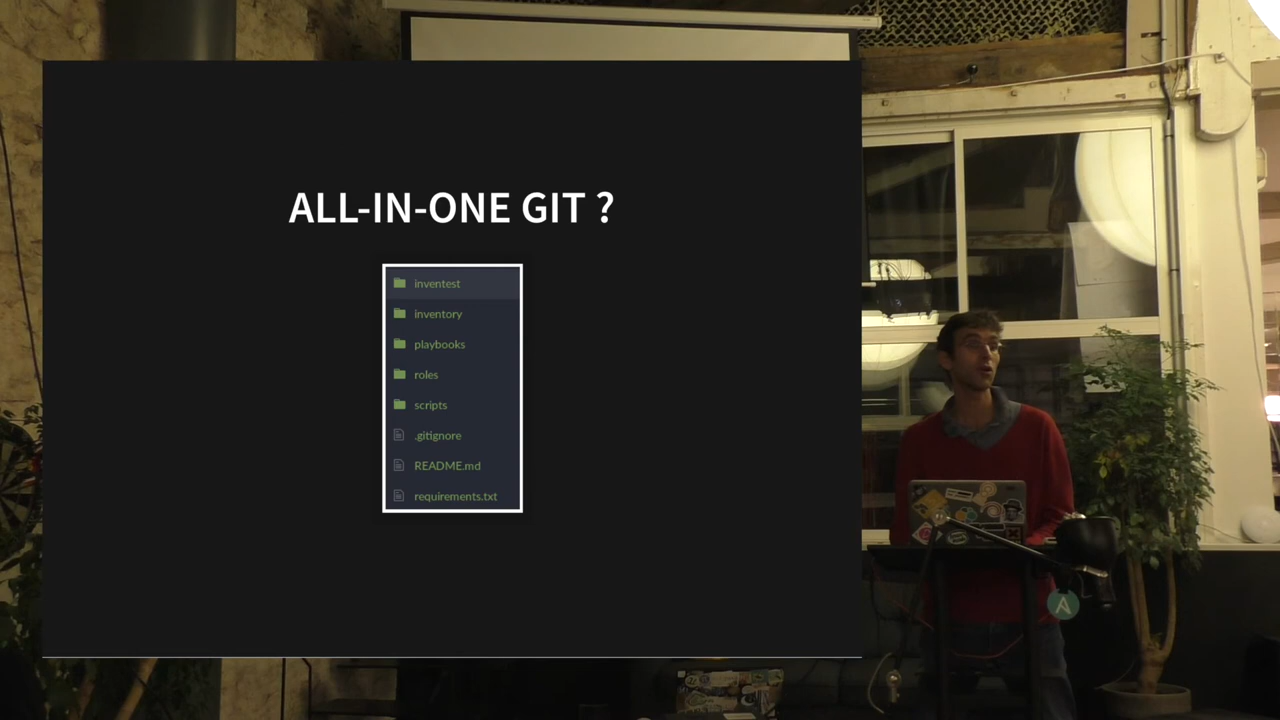 ALL-IN-ONE GIT ?
inventest
inventory
playbooks
roles
scripts
.gitignore
README.md
requirements.txt